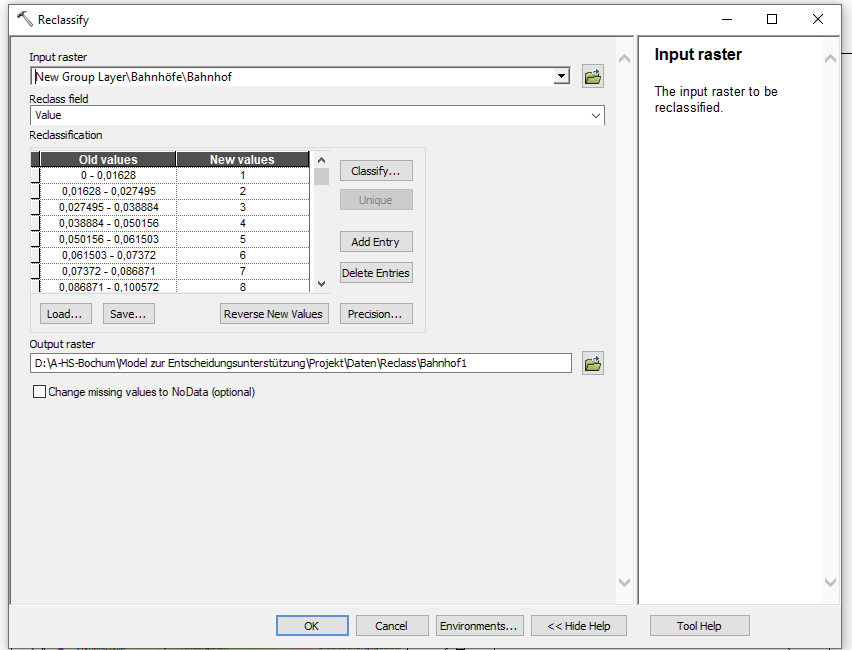 Reclassify
Input raster
New Group Layer\Bahnhöfe\Bahnhof
Reclass field
Value
Reclassification
Old values New values
0 - 0,01628 1
0,01628 - 0,027495 2
0,027495 - 0,038884 3
0,038884 - 0,050156 4
0,050156 - 0,061503 5
0,061503 - 0,07372 6
0,07372 - 0,086871 7
0,086871 - 0,100572 8
Classify...
Unique
Add Entry
Delete Entries
Load... Save... Reverse New Values Precision...
Output raster
D:\A-HS-Bochum\Model zur Entscheidungsunterstützung\Projekt\Daten\Reclass\Bahnhof1
Change missing values to NoData (optional)
OK Cancel Environments... << Hide Help Tool Help
Input raster
The input raster to be
reclassified.